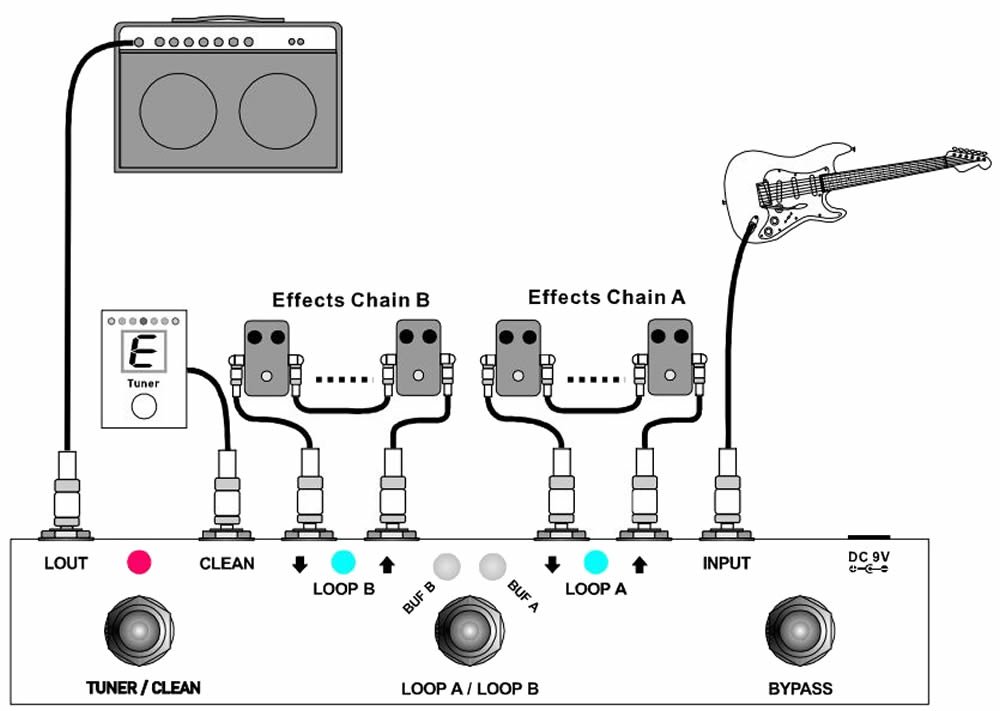 Effects Chain B
Effects Chain A
E
Tuner
LOUT
CLEAN
LOOP B
BUF B
BUF A
LOOP A
INPUT
DC 9V
TUNER / CLEAN
LOOP A / LOOP B
BYPASS